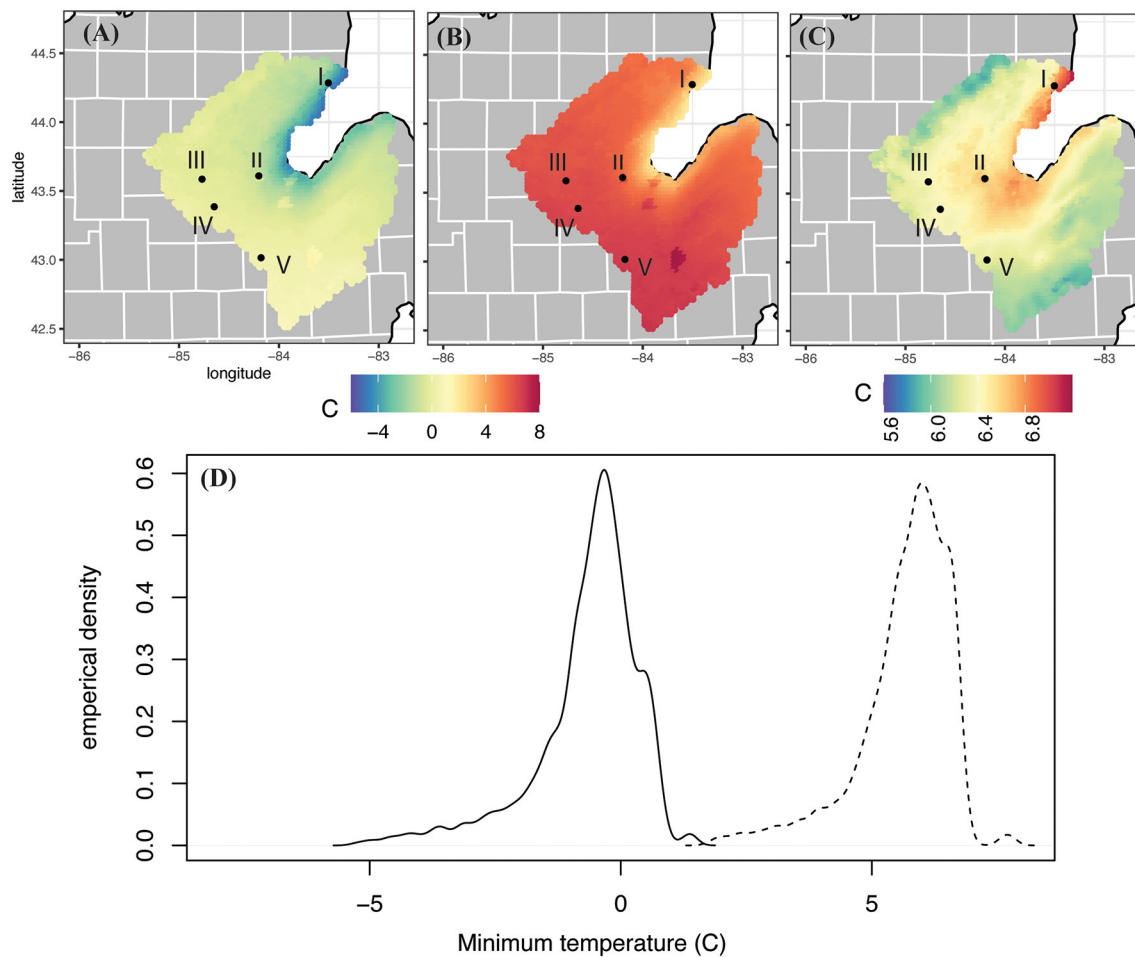 (A)
(B)
(C)
44.5
44.0
43.5
43.0
42.5
latitude
I
II
III
IV
V
I
II
III
IV
V
I
II
III
IV
V
−86
−85
−84
−83
−86
−85
−84
−83
−86
−85
−84
−83
longitude
C
−4
0
4
8
C
5.6
6.0
6.4
6.8
(D)
0.6
0.5
0.4
0.3
0.2
0.1
0.0
emperical density
−5
0
5
Minimum temperature (C)